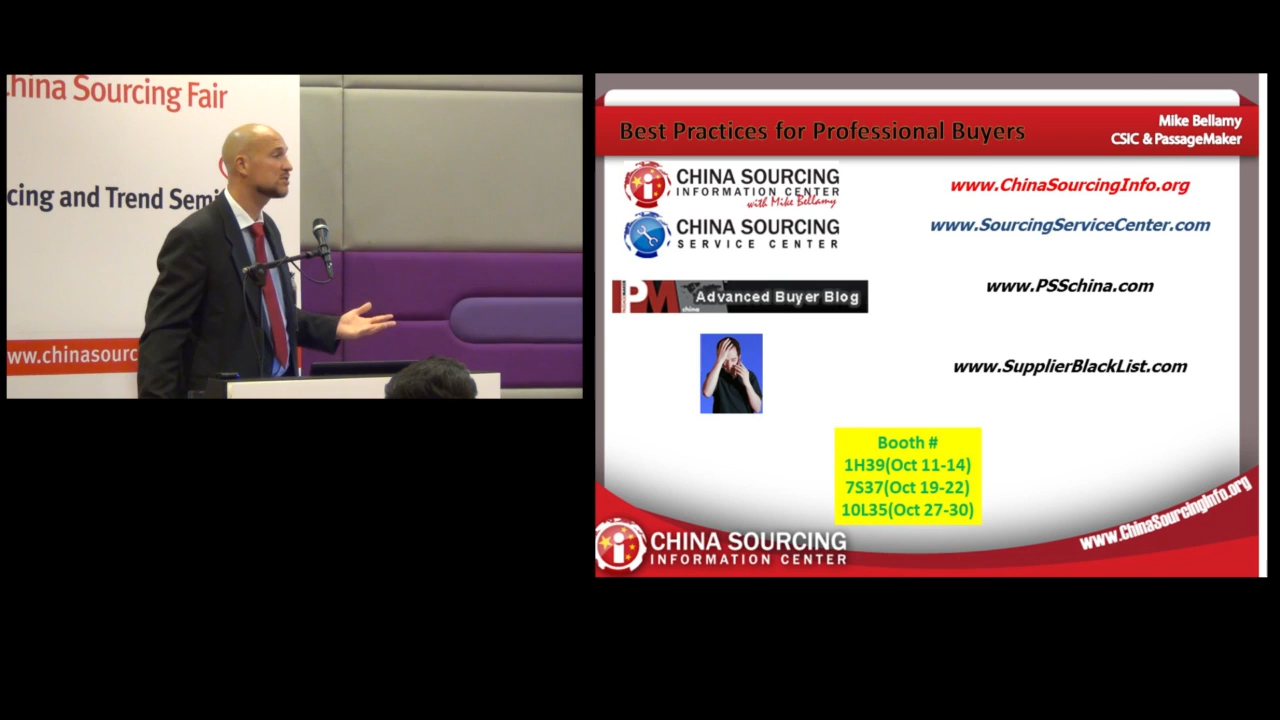 hina Sourcing Fair
cing and Trend Semi
ww.chinasourc
Best Practices for Professional Buyers
Mike Bellamy
CSIC & PassageMaker
CHINA SOURCING
INFORMATION CENTER
with Mike Bellamy
www.ChinaSourcingInfo.org
CHINA SOURCING
SERVICE CENTER
www.SourcingServiceCenter.com
PM
china
Advanced Buyer Blog
www.PSSchina.com
www.SupplierBlackList.com
Booth #
1H39(Oct 11-14)
7S37(Oct 19-22)
10L35(Oct 27-30)
www.ChinaSourcingInfo.org
CHINA SOURCING
INFORMATION CENTER